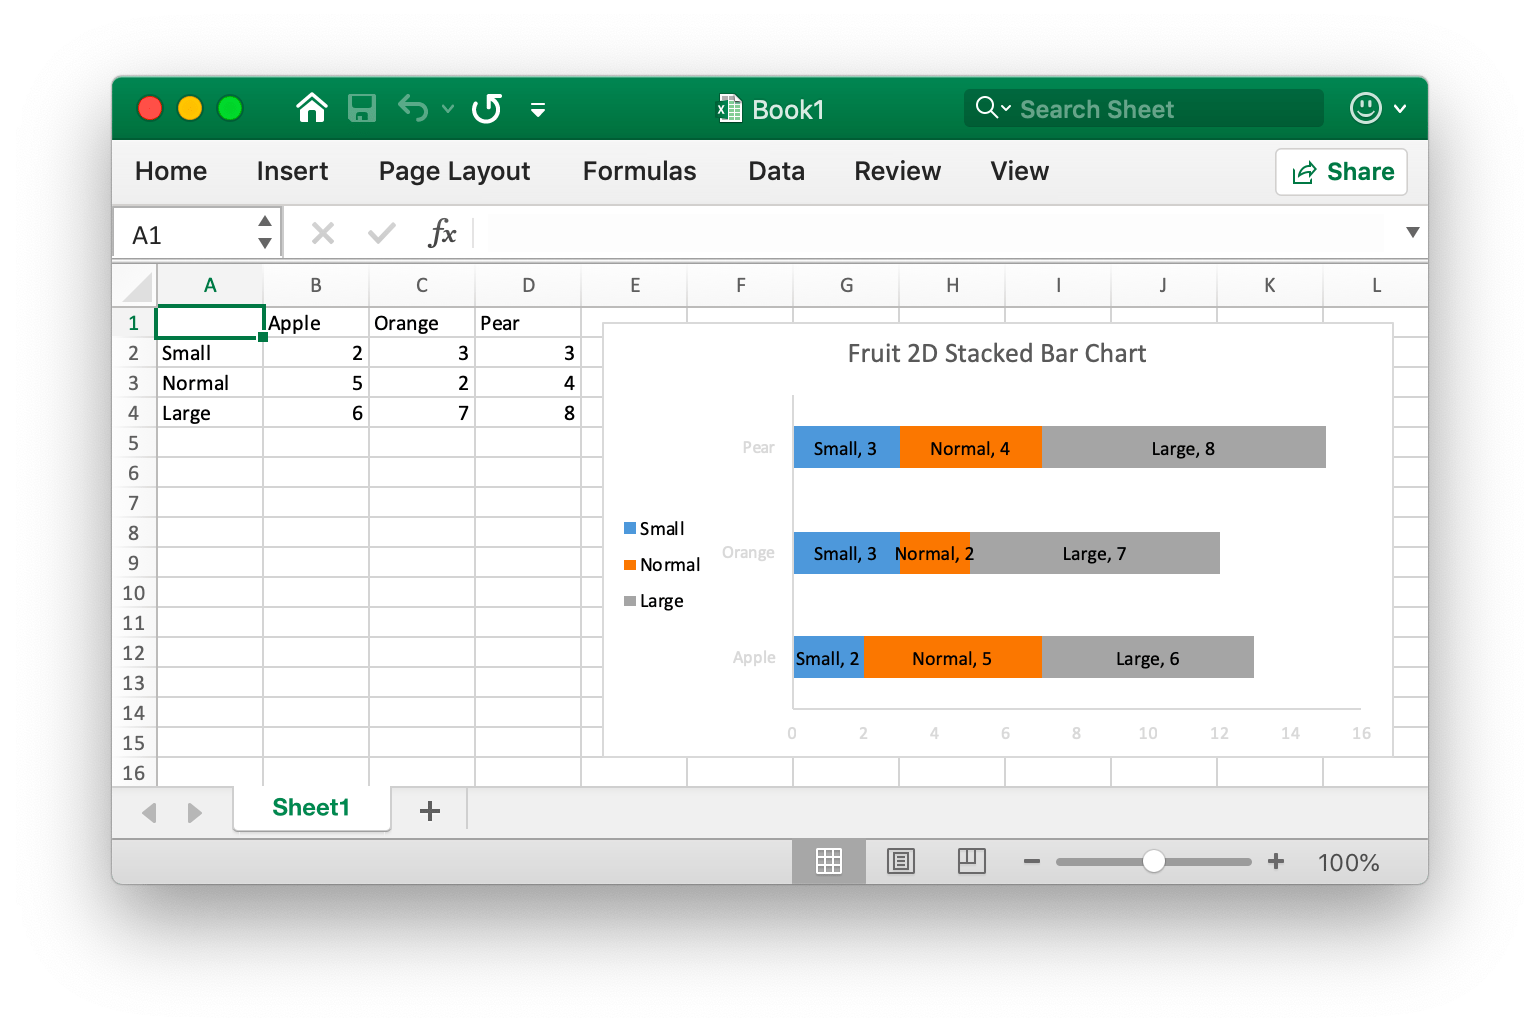 Book1
Search Sheet
Home Insert Page Layout Formulas Data Review View Share
A1 fx
A B C D E F G H I J K L
1 Apple Orange Pear
2 Small 2 3 3
3 Normal 5 2 4
4 Large 6 7 8
5
6
7
8
9
10
11
12
13
14
15
16
Fruit 2D Stacked Bar Chart
Pear Small, 3 Normal, 4 Large, 8
Orange Small, 3 Normal, 2 Large, 7
Apple Small, 2 Normal, 5 Large, 6
0 2 4 6 8 10 12 14 16
Small
Normal
Large
Sheet1
100%